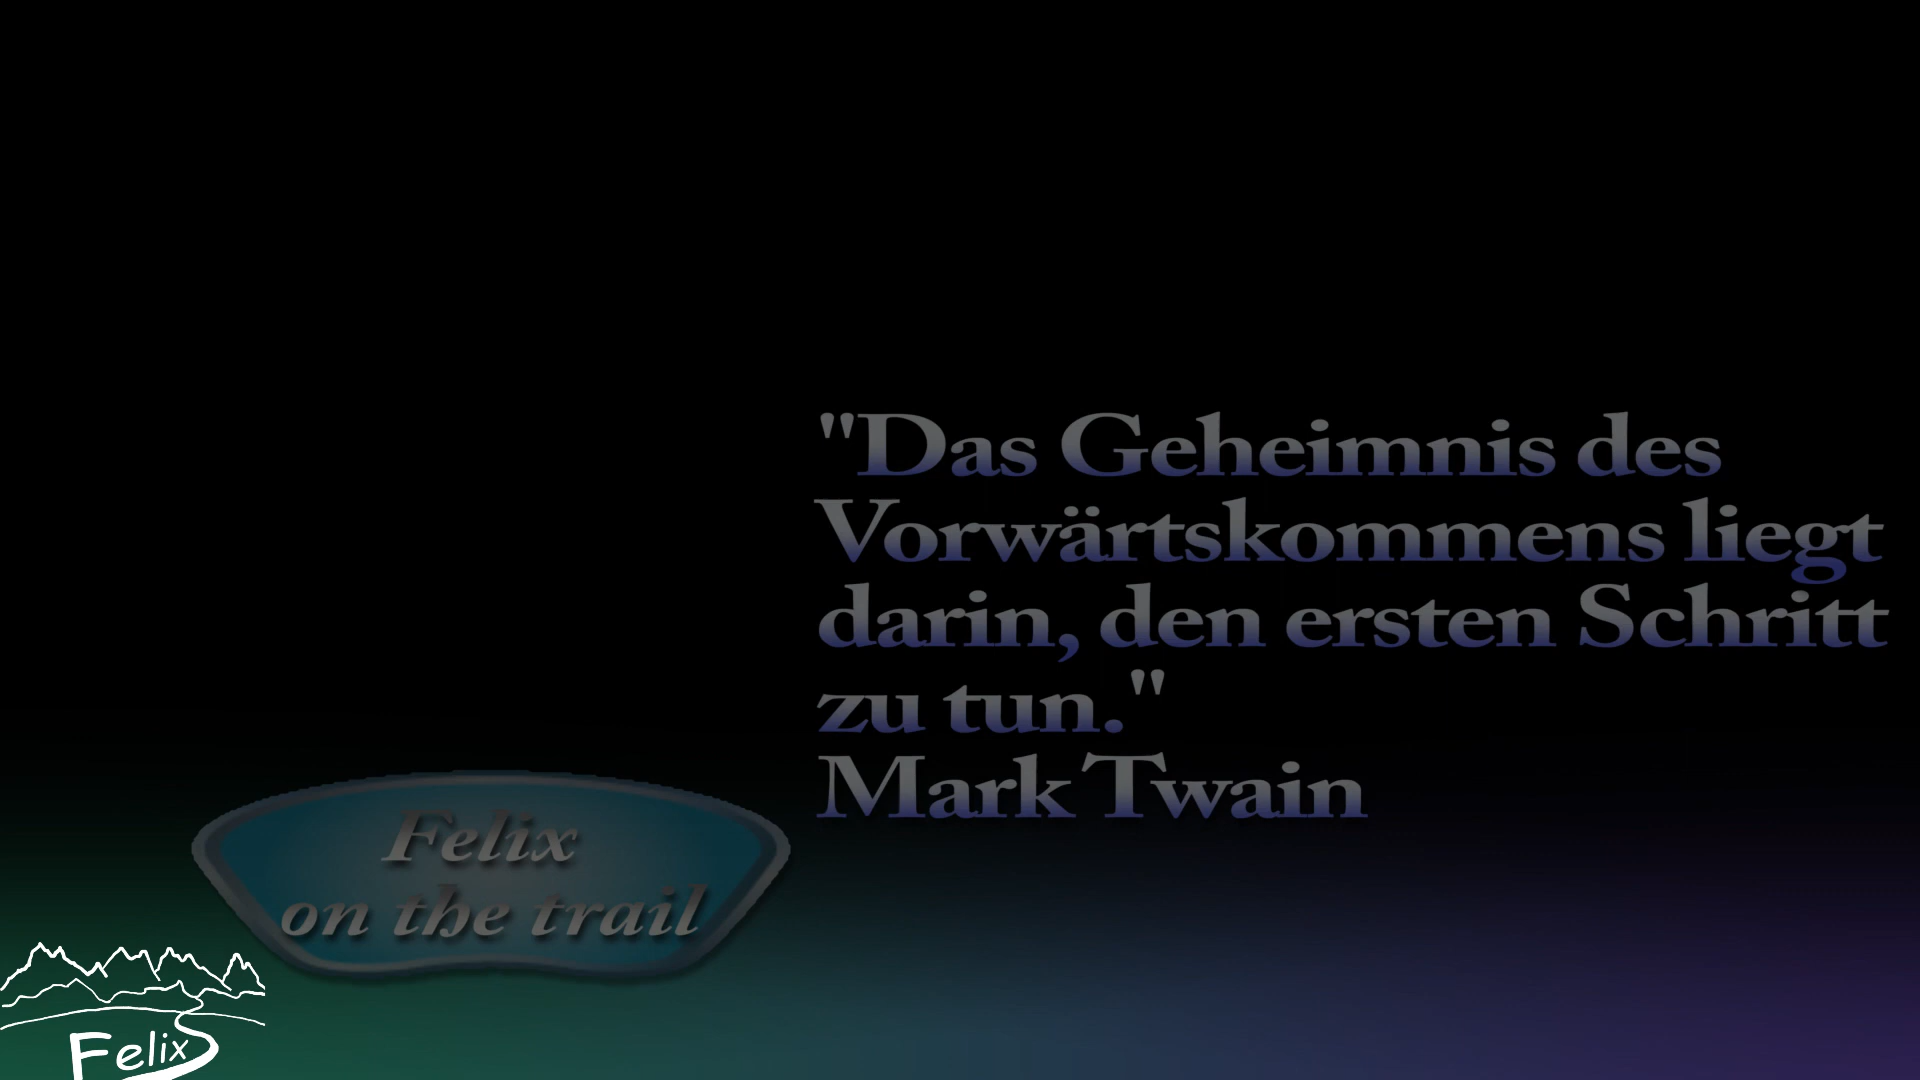 "Das Geheimnis des
Vorwärtskommens liegt
darin, den ersten Schritt
zu tun."
Mark Twain
Felix
on the trail
Felix